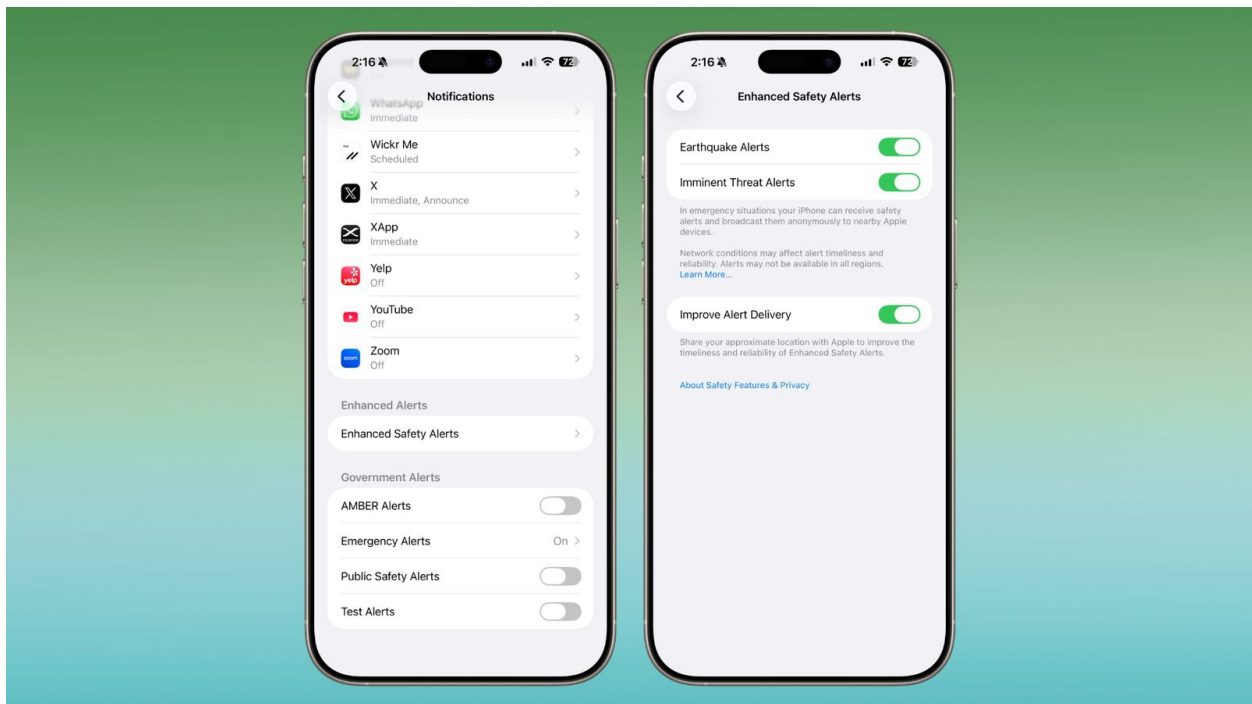 2:16
72
Notifications
WhatsApp
Immediate
Wickr Me
Scheduled
X
Immediate, Announce
XApp
Immediate
yelp
Yelp
Off
YouTube
Off
zoom
Zoom
Off
Enhanced Alerts
Enhanced Safety Alerts
Government Alerts
AMBER Alerts
Emergency Alerts
On
Public Safety Alerts
Test Alerts
2:16
72
Enhanced Safety Alerts
Earthquake Alerts
Imminent Threat Alerts
In emergency situations your iPhone can receive safety
alerts and broadcast them anonymously to nearby Apple
devices.
Network conditions may affect alert timeliness and
reliability. Alerts may not be available in all regions.
Learn More...
Improve Alert Delivery
Share your approximate location with Apple to improve the
timeliness and reliability of Enhanced Safety Alerts.
About Safety Features & Privacy